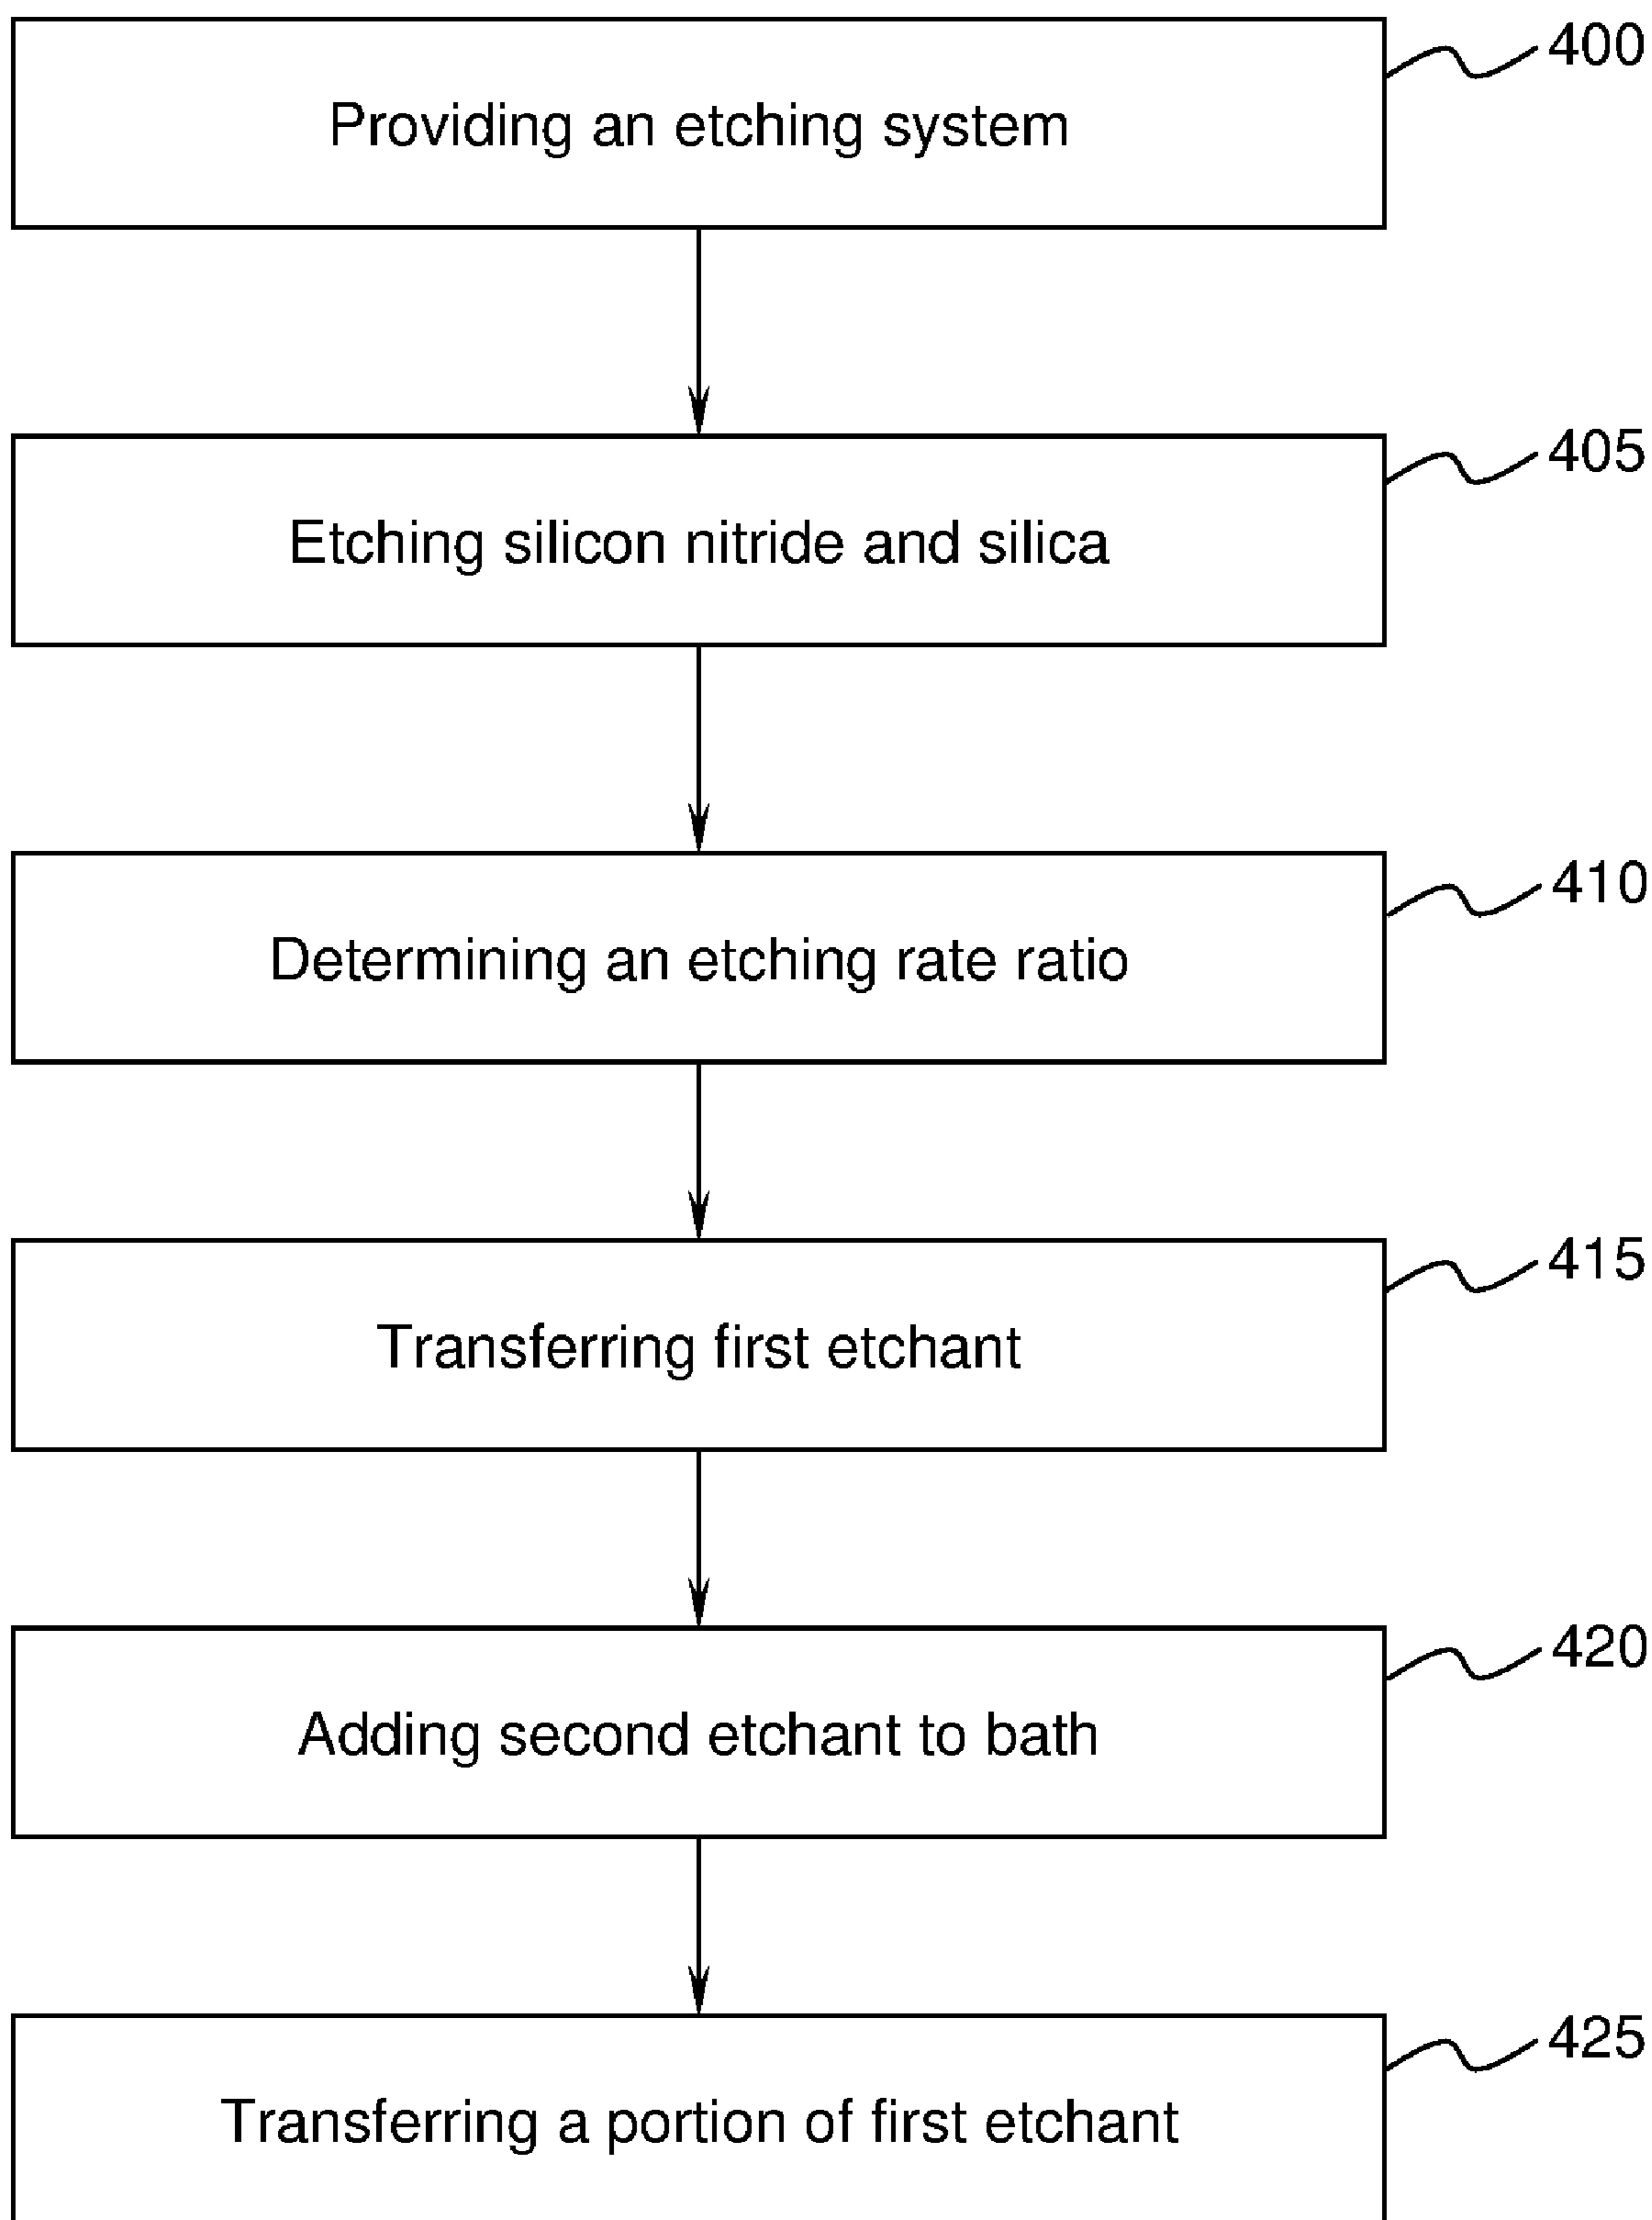 400
Providing an etching system
405
Etching silicon nitride and silica
410
Determining an etching rate ratio
415
Transferring first etchant
420
Adding second etchant to bath
425
Transferring a portion of first etchant